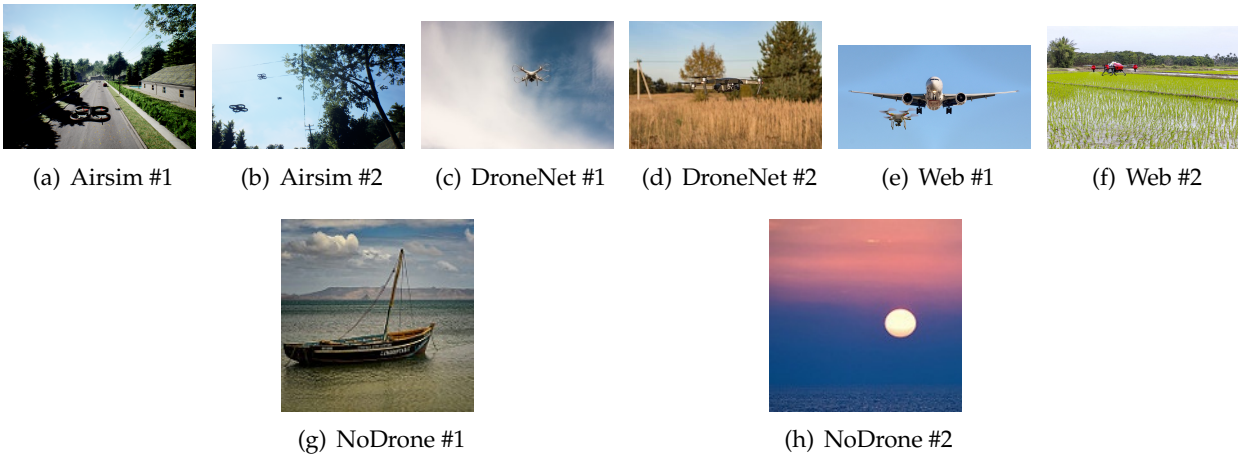 (a) Airsim #1
(b) Airsim #2
(c) DroneNet #1
(d) DroneNet #2
(e) Web #1
(f) Web #2
(g) NoDrone #1
(h) NoDrone #2